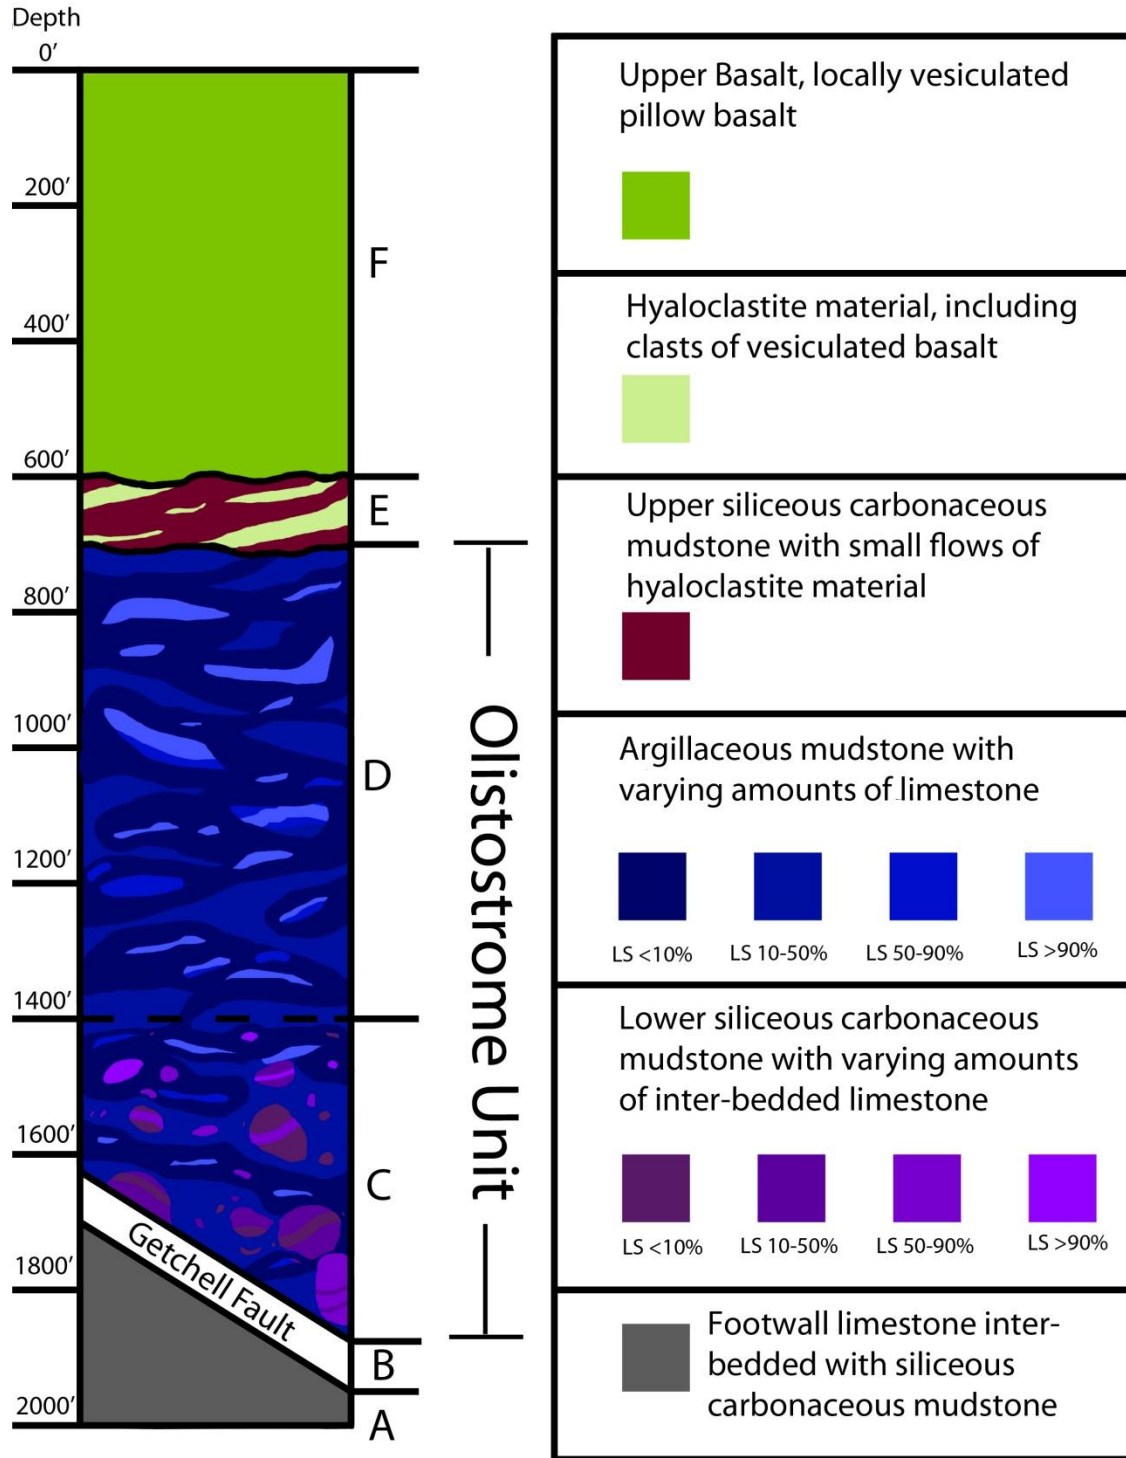 Depth
0'
200'
400'
600'
800'
1000'
1200'
1400'
1600'
1800'
2000'
F
E
D
C
B
A
Getchell Fault
Olistostrome Unit
Upper Basalt, locally vesiculated
pillow basalt
Hyaloclastite material, including
clasts of vesiculated basalt
Upper siliceous carbonaceous
mudstone with small flows of
hyaloclastite material
Argillaceous mudstone with
varying amounts of limestone
LS <10% LS 10-50% LS 50-90% LS >90%
Lower siliceous carbonaceous
mudstone with varying amounts
of inter-bedded limestone
LS <10% LS 10-50% LS 50-90% LS >90%
Footwall limestone inter-
bedded with siliceous
carbonaceous mudstone